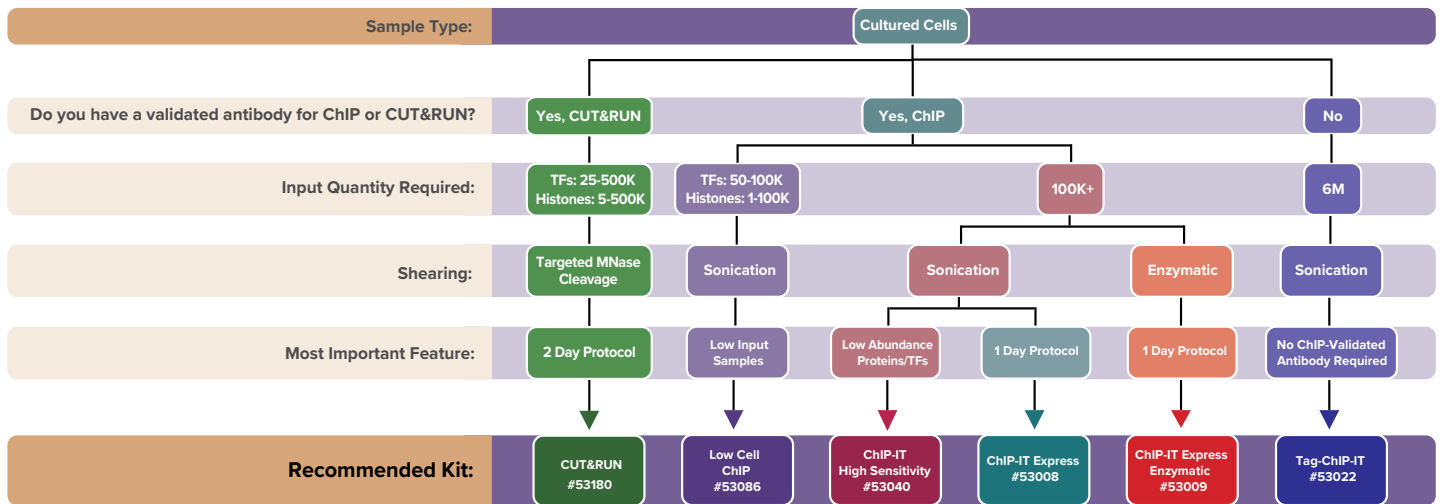 Sample Type:
Cultured Cells
Do you have a validated antibody for ChIP or CUT&RUN?
Yes, CUT&RUN
Yes, ChIP
No
Input Quantity Required:
TFs: 25-500K
Histones: 5-500K
TFs: 50-100K
Histones: 1-100K
100K+
6M
Shearing:
Targeted MNase
Cleavage
Sonication
Sonication
Enzymatic
Sonication
Most Important Feature:
2 Day Protocol
Low Input
Samples
Low Abundance
Proteins/TFs
1 Day Protocol
1 Day Protocol
No ChIP-Validated
Antibody Required
Recommended Kit:
CUT&RUN
#53180
Low Cell
ChIP
#53086
ChIP-IT
High Sensitivity
#53040
ChIP-IT Express
#53008
ChIP-IT Express
Enzymatic
#53009
Tag-ChIP-IT
#53022